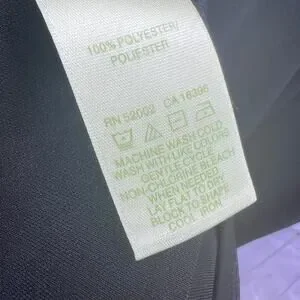 100% POLYESTER/
POLIESTER
RN 52002 CA 16396
MACHINE WASH COLD
WASH WITH LIKE COLORS
GENTLE CYCLE
NON-CHLORINE BLEACH
WHEN NEEDED
LAY FLAT TO DRY
BLOCK TO SHAPE
COOL IRON